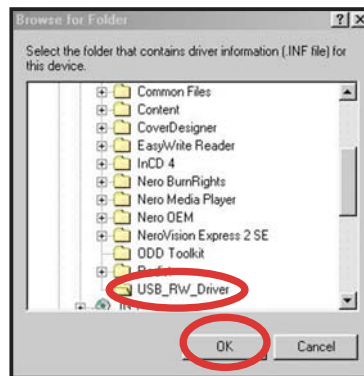 Browse for Folder
Select the folder that contains driver information (.INF file) for
this device.
Common Files
Content
CoverDesigner
EasyWrite Reader
InCD 4
Nero BurnRights
Nero Media Player
Nero OEM
NeroVision Express 2 SE
ODD Toolkit
USB_RW_Driver
OK
Cancel